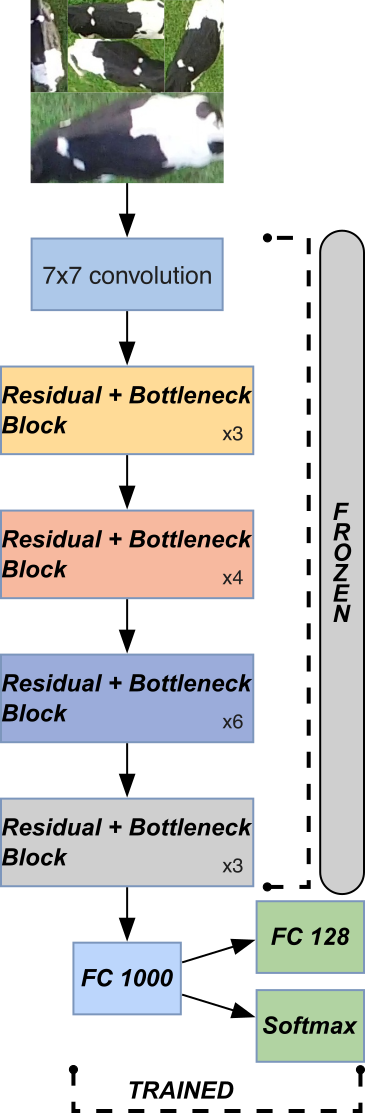 7x7 convolution
Residual + Bottleneck
Block
x3
Residual + Bottleneck
Block
x4
Residual + Bottleneck
Block
x6
Residual + Bottleneck
Block
x3
FROZEN
FC 1000
FC 128
Softmax
TRAINED